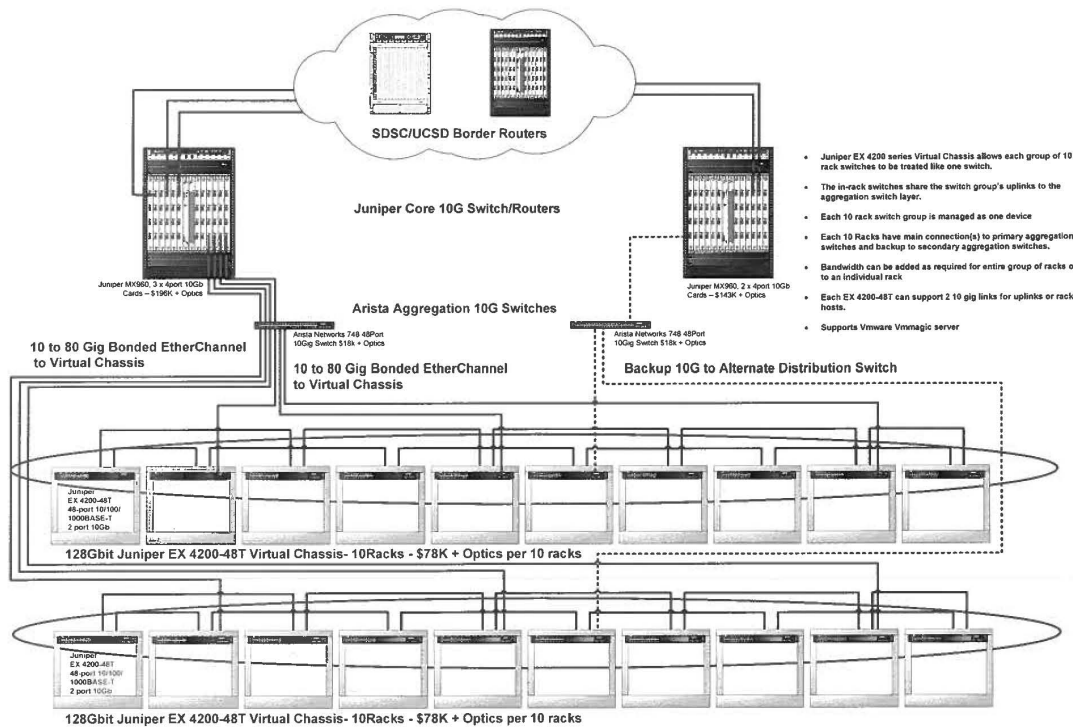 SDSC/UCSD Border Routers
Juniper Core 10G Switch/Routers
Juniper MX960, 3 x 4port 10Gb
Cards – $196K + Optics
Juniper MX960, 2 x 4port 10Gb
Cards – $143K + Optics
• Juniper EX 4200 series Virtual Chassis allows each group of 10
rack switches to be treated like one switch.
• The in-rack switches share the switch group's uplinks to the
aggregation switch layer.
• Each 10 rack switch group is managed as one device
• Each 10 Racks have main connection(s) to primary aggregation
switches and backup to secondary aggregation switches.
• Bandwidth can be added as required for entire group of racks o
to an individual rack
• Each EX 4200-48T can support 2 10 gig links for uplinks or rack
hosts.
• Supports Vmware Vmmagic server
Arista Aggregation 10G Switches
Arista Networks 748 48Port
10Gig Switch $18k + Optics
Arista Networks 748 48Port
10Gig Switch $18k + Optics
10 to 80 Gig Bonded EtherChannel
to Virtual Chassis
10 to 80 Gig Bonded EtherChannel
to Virtual Chassis
Backup 10G to Alternate Distribution Switch
Juniper
EX 4200-48T
48-port 10/100/
1000BASE-T
2 port 10Gb
128Gbit Juniper EX 4200-48T Virtual Chassis- 10Racks - $78K + Optics per 10 racks
Juniper
EX 4200-48T
48-port 10/100/
1000BASE-T
2 port 10Gb
128Gbit Juniper EX 4200-48T Virtual Chassis- 10Racks - $78K + Optics per 10 racks